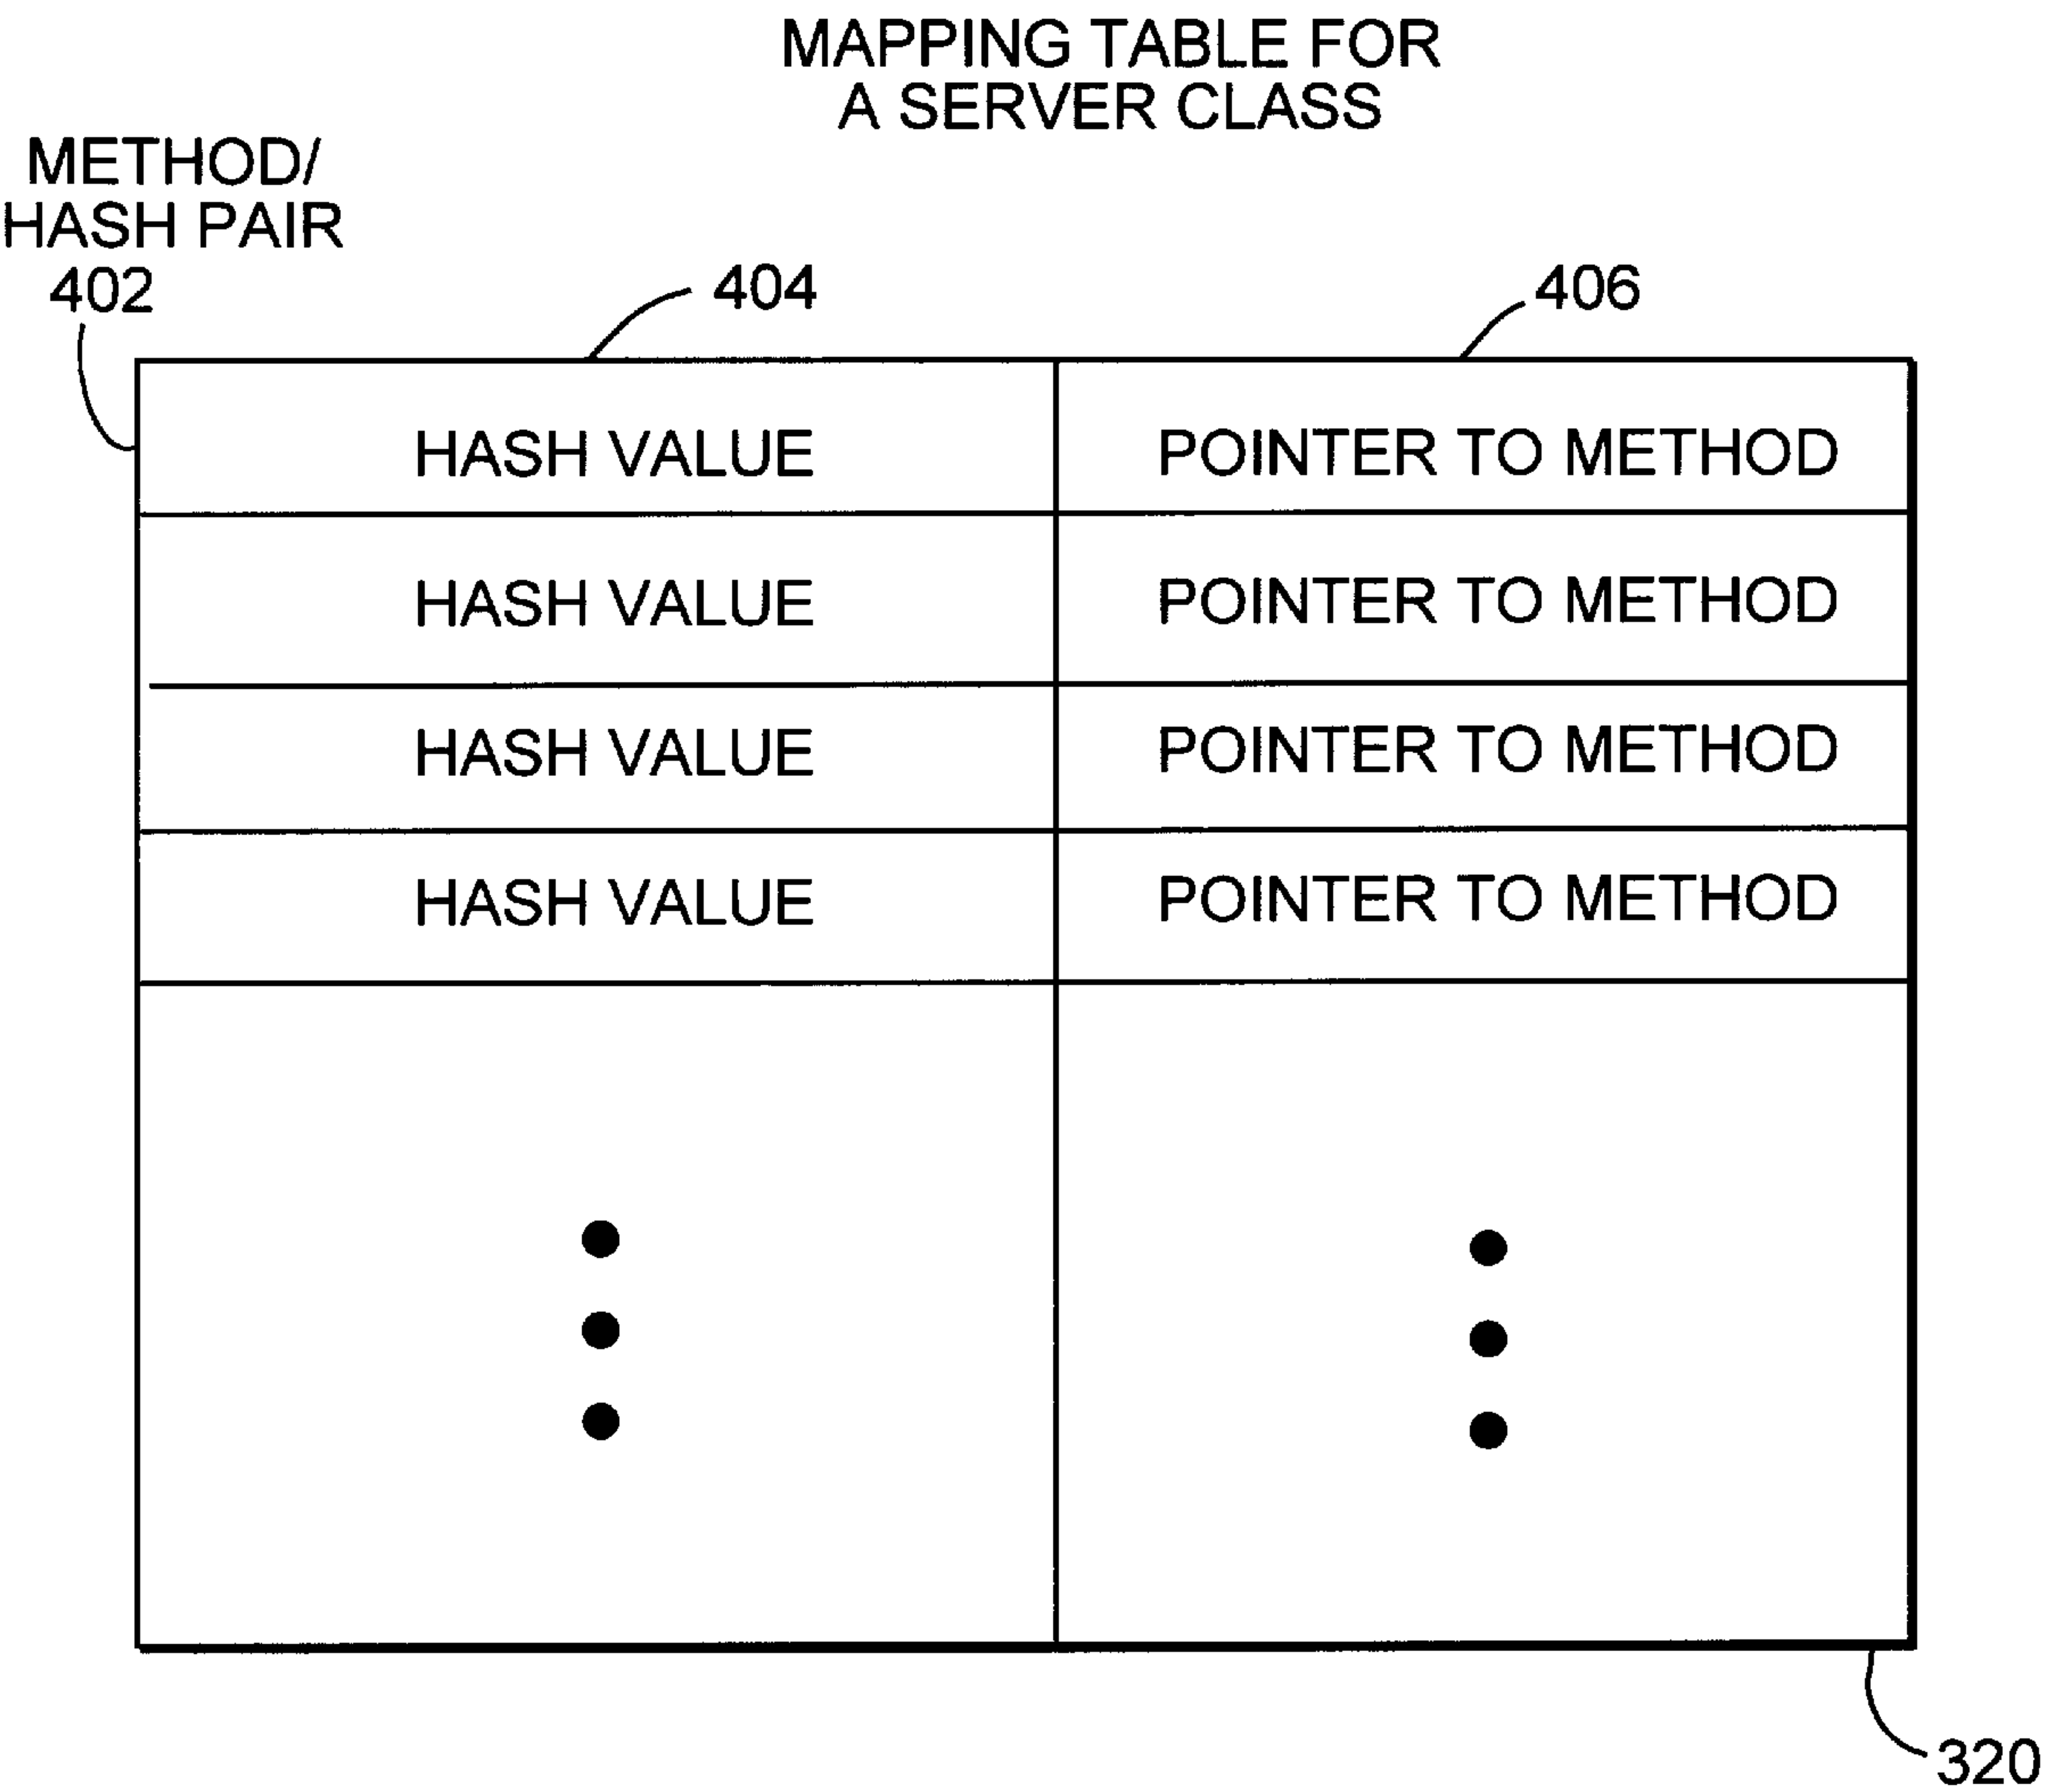 MAPPING TABLE FOR
A SERVER CLASS
METHOD/
HASH PAIR
402
404
406
HASH VALUE
POINTER TO METHOD
HASH VALUE
POINTER TO METHOD
HASH VALUE
POINTER TO METHOD
HASH VALUE
POINTER TO METHOD
320